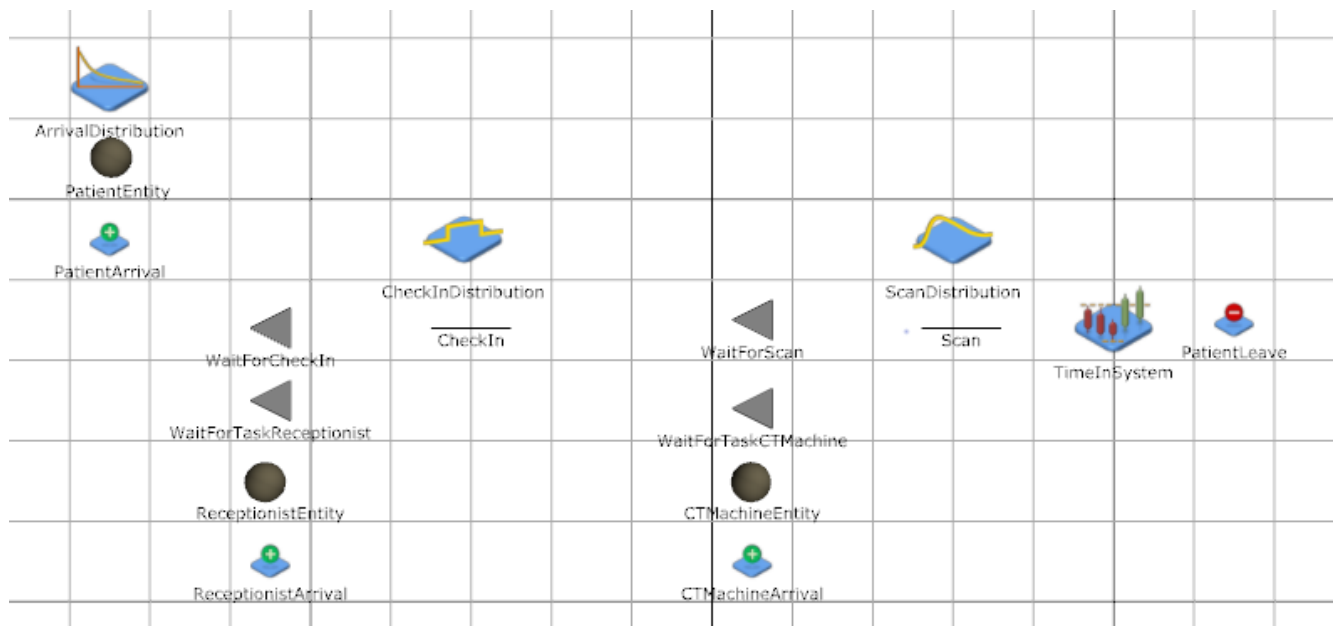 ArrivalDistribution
PatientEntity
PatientArrival
CheckInDistribution
ScanDistribution
WaitForCheckIn
CheckIn
WaitForScan
Scan
TimeInSystem
PatientLeave
WaitForTaskReceptionist
WaitForTaskCTMachine
ReceptionistEntity
CTMachineEntity
ReceptionistArrival
CTMachineArrival